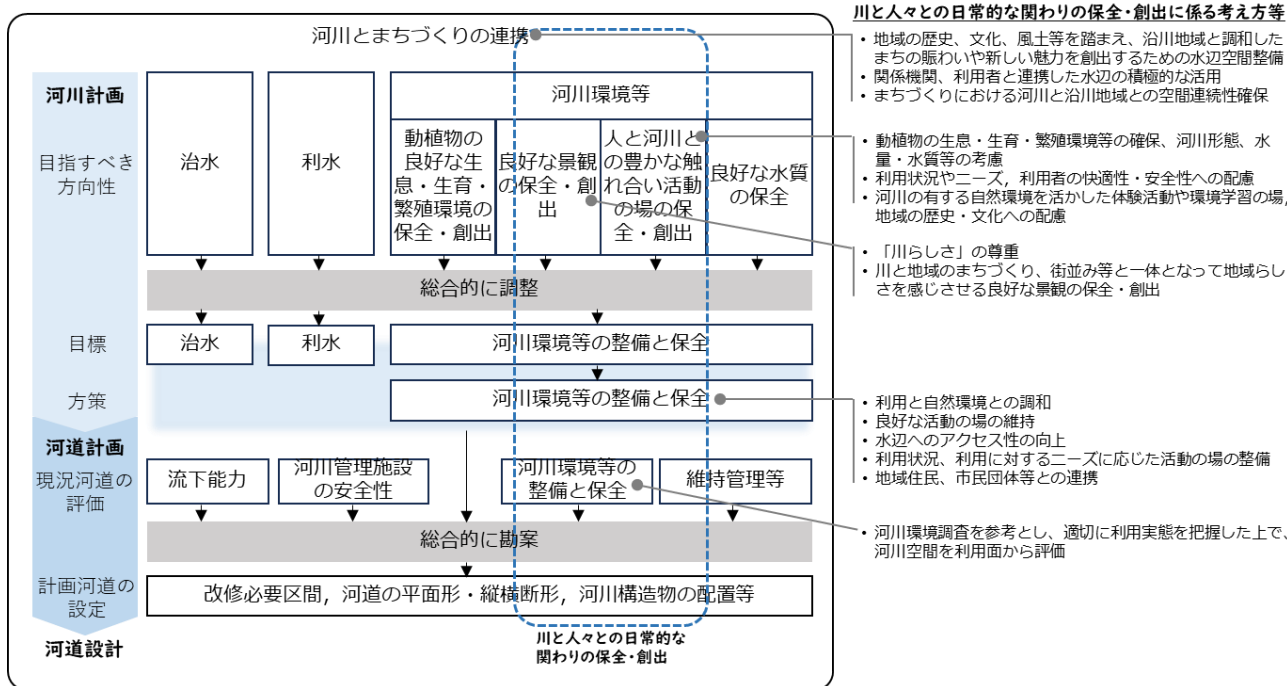 河川とまちづくりの連携
河川計画
目指すべき
方向性
治水
利水
河川環境等
動植物の
良好な生
息・生育・
繁殖環境の
保全・創出
良好な景観
の保全・創
出
人と河川と
の豊かな触
れ合い活動
の場の保
全・創出
良好な水質
の保全
総合的に調整
目標
治水
利水
河川環境等の整備と保全
方策
河川環境等の整備と保全
河道計画
現況河道の
評価
流下能力
河川管理施設
の安全性
河川環境等の
整備と保全
維持管理等
総合的に勘案
計画河道の
設定
改修必要区間，河道の平面形・縦横断形，河川構造物の配置等
河道設計
川と人々との日常的な
関わりの保全・創出
川と人々との日常的な関わりの保全・創出に係る考え方等
・地域の歴史、文化、風土等を踏まえ、沿川地域と調和した
まちの賑わいや新しい魅力を創出するための水辺空間整備
・関係機関、利用者と連携した水辺の積極的な活用
・まちづくりにおける河川と沿川地域との空間連続性確保
・動植物の生息・生育・繁殖環境等の確保、河川形態、水
量・水質等の考慮
・利用状況やニーズ，利用者の快適性・安全性への配慮
・河川の有する自然環境を活かした体験活動や環境学習の場，
地域の歴史・文化への配慮
・「川らしさ」の尊重
・川と地域のまちづくり、街並み等と一体となって地域らし
さを感じさせる良好な景観の保全・創出
・利用と自然環境との調和
・良好な活動の場の維持
・水辺へのアクセス性の向上
・利用状況、利用に対するニーズに応じた活動の場の整備
・地域住民、市民団体等との連携
・河川環境調査を参考とし、適切に利用実態を把握した上で、
河川空間を利用面から評価